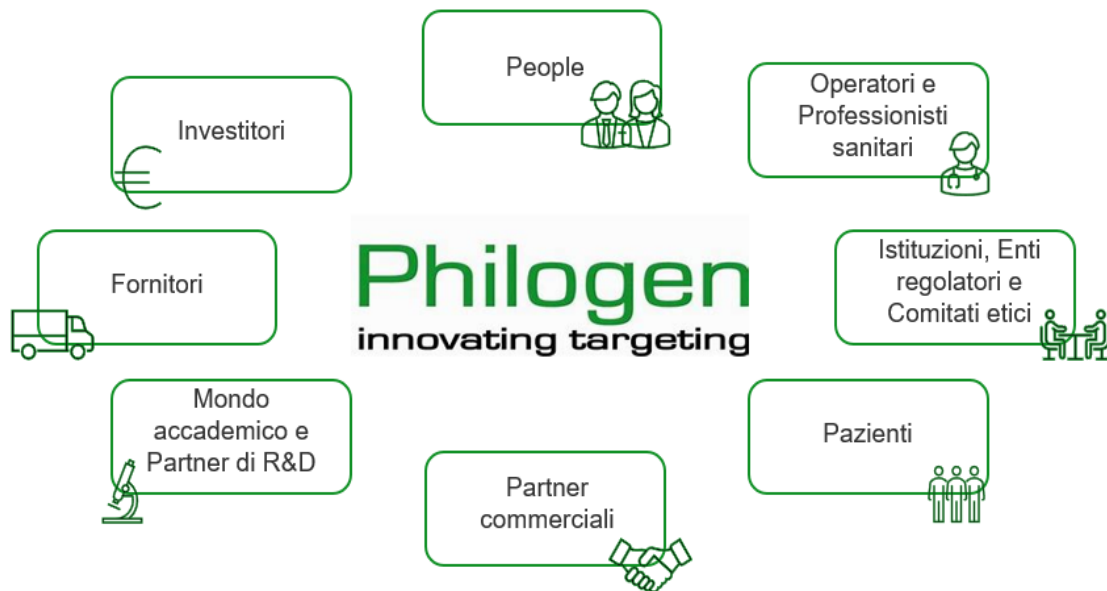 People
Operatori e
Professionisti
sanitari
Investitori
Istituzioni, Enti
regolatori e
Comitati etici
Fornitori
Philogen
innovating targeting
Mondo
accademico e
Partner di R&D
Pazienti
Partner
commerciali